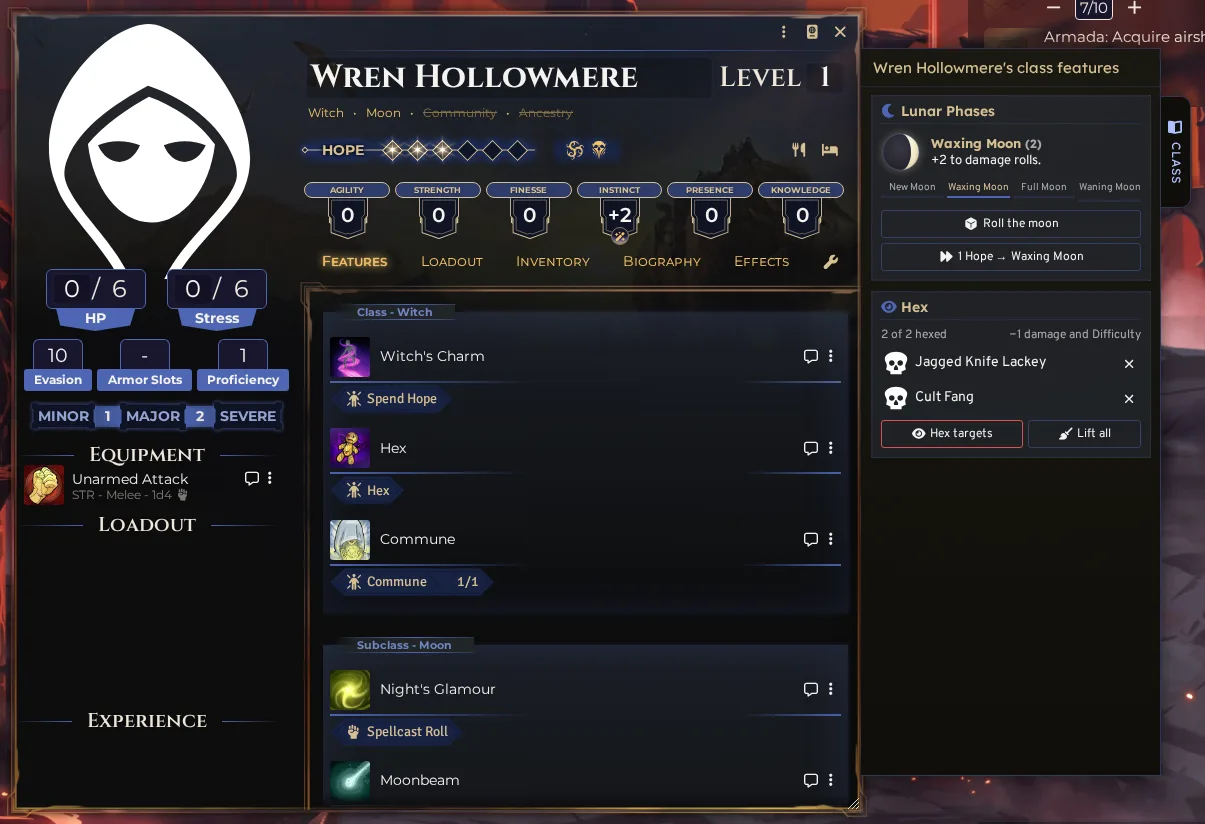 7/10
Armada: Acquire airsh
Wren Hollowmere
Level 1
Witch · Moon · Community · Ancestry
HOPE
AGILITY STRENGTH FINESSE INSTINCT PRESENCE KNOWLEDGE
0 0 0 +2 0 0
Features Loadout Inventory Biography Effects
0 / 6 0 / 6
HP Stress
10 - 1
Evasion Armor Slots Proficiency
MINOR 1 MAJOR 2 SEVERE
Equipment
Unarmed Attack
STR - Melee - 1d4
Loadout
Experience
Class - Witch
Witch's Charm
Spend Hope
Hex
Hex
Commune
Commune 1/1
Subclass - Moon
Night's Glamour
Spellcast Roll
Moonbeam
Wren Hollowmere's class features
Lunar Phases
Waxing Moon (2)
+2 to damage rolls.
New Moon Waxing Moon Full Moon Waning Moon
Roll the moon
1 Hope → Waxing Moon
Hex
2 of 2 hexed −1 damage and Difficulty
Jagged Knife Lackey
Cult Fang
Hex targets Lift all
CLASS